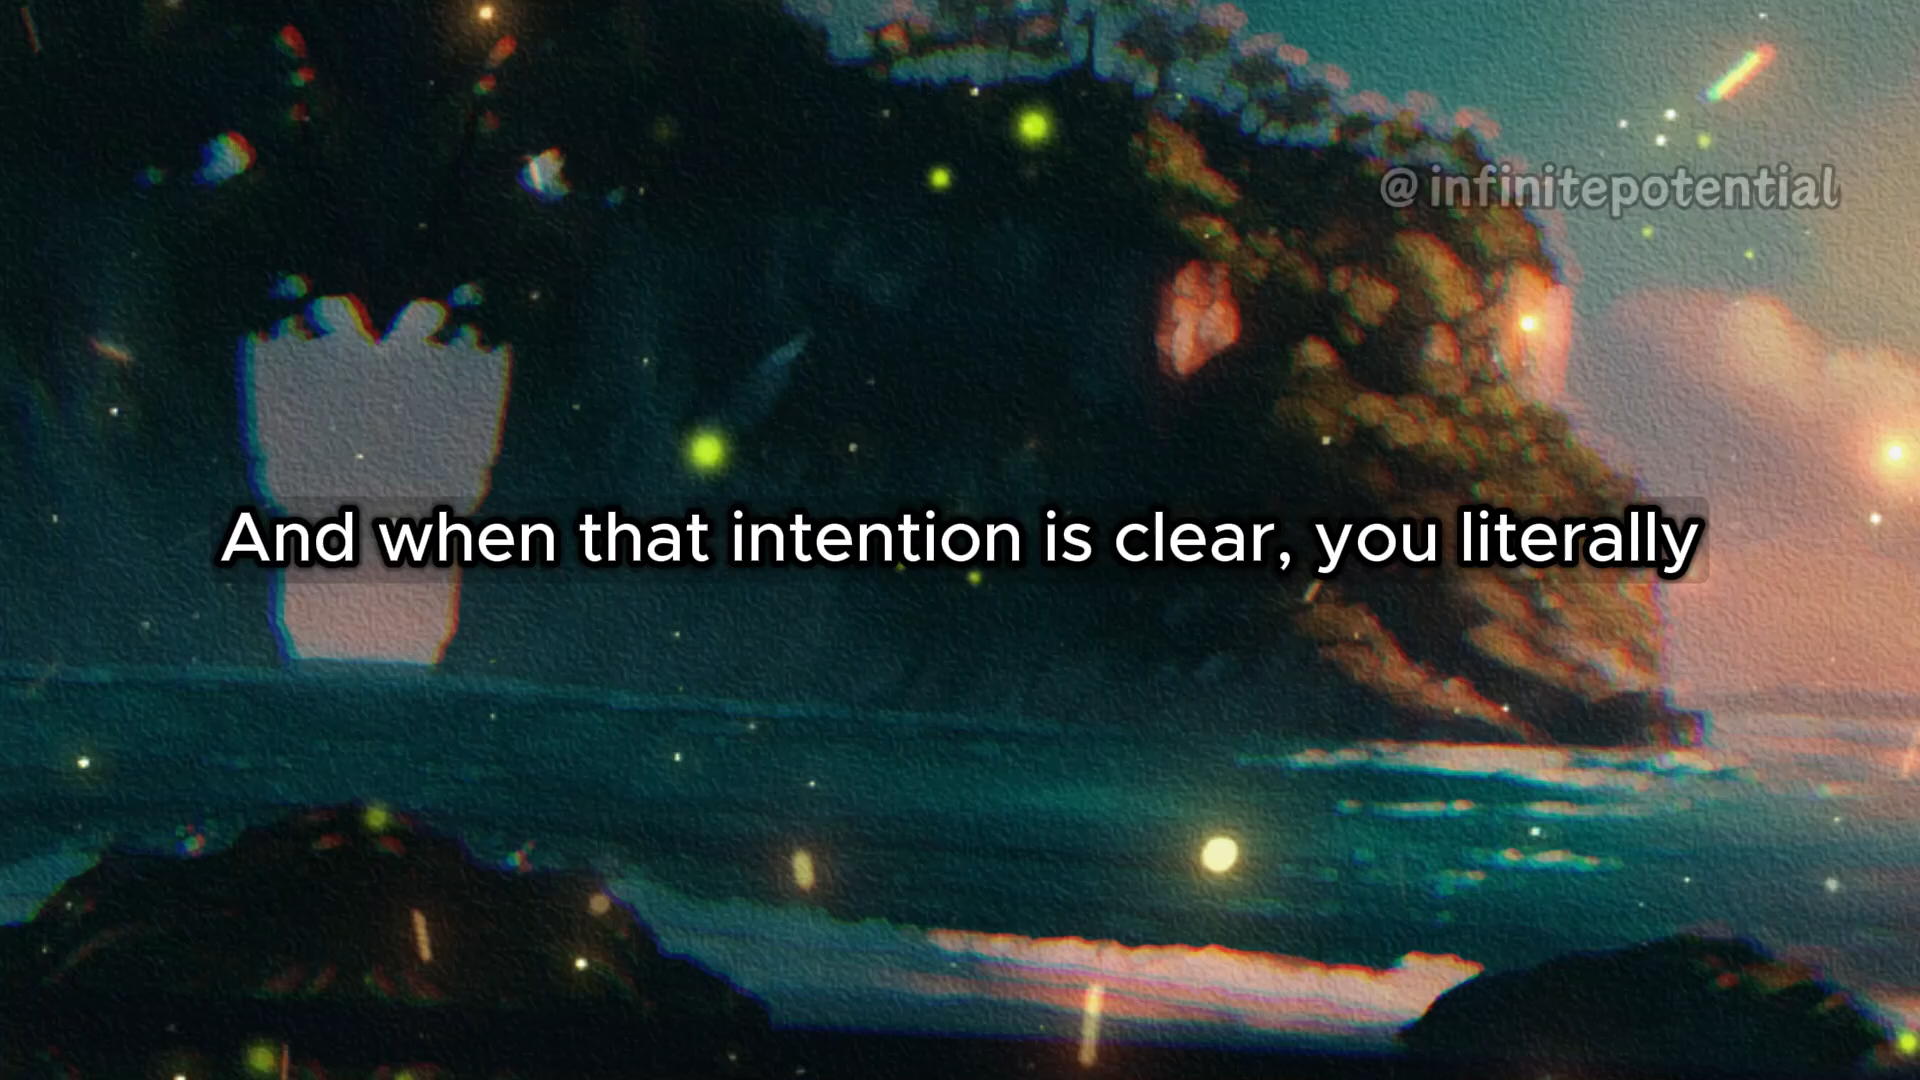 @infinitepotential
And when that intention is clear, you literally